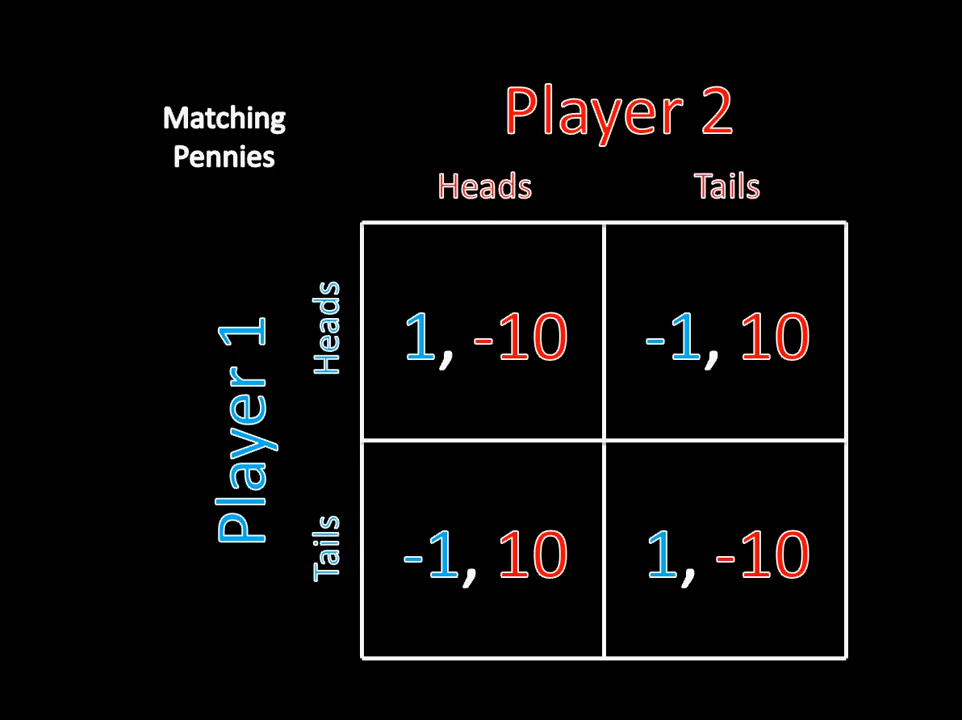 Matching
Pennies
Player 2
Heads Tails
Player 1
Heads
1, -10 -1, 10
Tails
-1, 10 1, -10